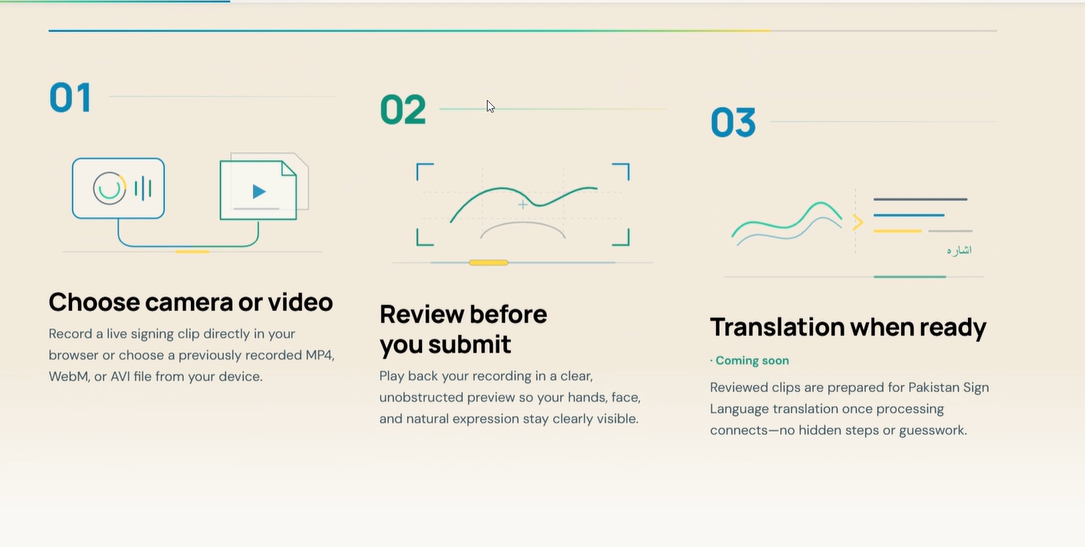 01
Choose camera or video
Record a live signing clip directly in your
browser or choose a previously recorded MP4,
WebM, or AVI file from your device.
02
Review before
you submit
Play back your recording in a clear,
unobstructed preview so your hands, face,
and natural expression stay clearly visible.
03
اشاره
Translation when ready
· Coming soon
Reviewed clips are prepared for Pakistan Sign
Language translation once processing
connects—no hidden steps or guesswork.